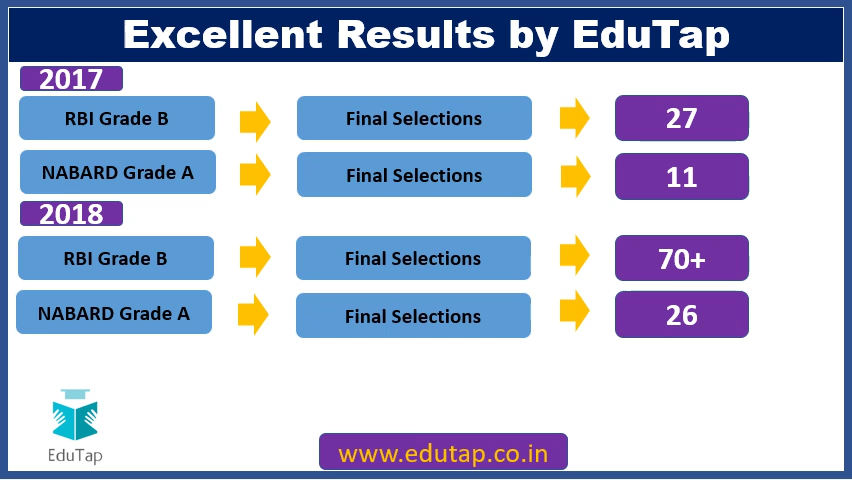 Excellent Results by EduTap
2017
RBI Grade B Final Selections 27
NABARD Grade A Final Selections 11
2018
RBI Grade B Final Selections 70+
NABARD Grade A Final Selections 26
EduTap
www.edutap.co.in